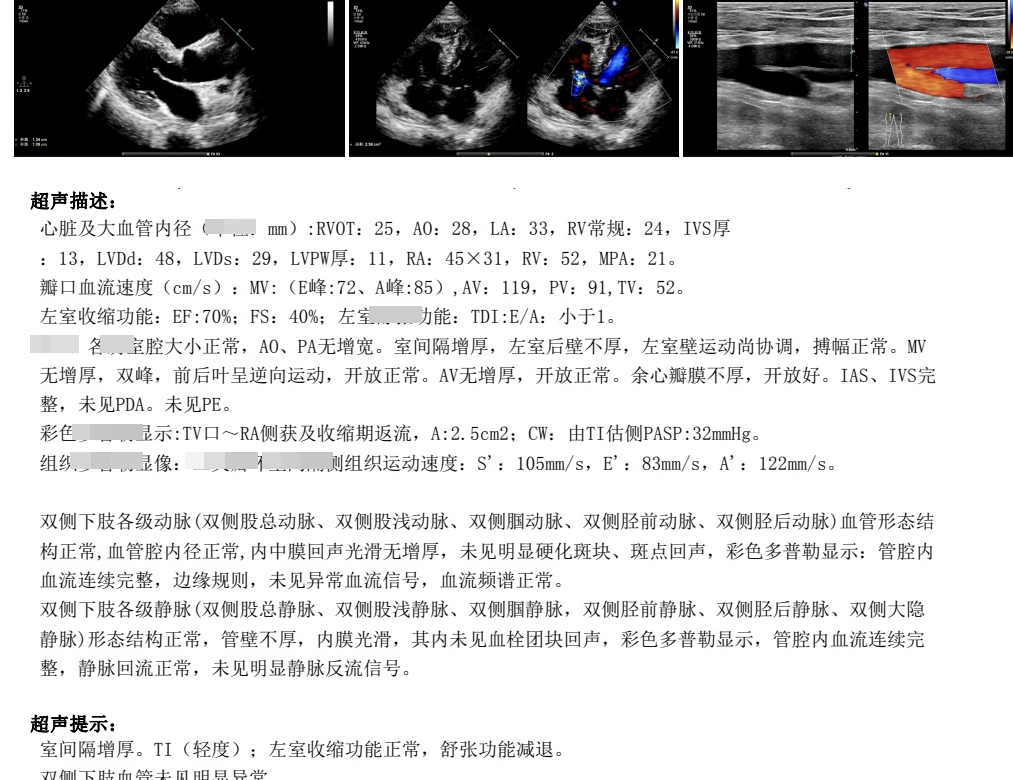 超声描述：
心脏及大血管内径（ mm）:RVOT：25，AO：28，LA：33，RV常规：24，IVS厚
：13，LVDd：48，LVDs：29，LVPW厚：11，RA：45×31，RV：52，MPA：21。
瓣口血流速度（cm/s）：MV:（E峰:72、A峰:85）,AV：119，PV：91,TV：52。
左室收缩功能：EF:70%；FS：40%；左室 功能：TDI:E/A：小于1。
各 室腔大小正常，AO、PA无增宽。室间隔增厚，左室后壁不厚，左室壁运动尚协调，搏幅正常。MV
无增厚，双峰，前后叶呈逆向运动，开放正常。AV无增厚，开放正常。余心瓣膜不厚，开放好。IAS、IVS完
整，未见PDA。未见PE。
彩色 显示:TV口～RA侧获及收缩期返流，A:2.5cm2；CW：由TI估侧PASP:32mmHg。
组织 显像： 侧组织运动速度：S'：105mm/s，E'：83mm/s，A'：122mm/s。
双侧下肢各级动脉(双侧股总动脉、双侧股浅动脉、双侧腘动脉、双侧胫前动脉、双侧胫后动脉)血管形态结
构正常,血管腔内径正常,内中膜回声光滑无增厚，未见明显硬化斑块、斑点回声，彩色多普勒显示：管腔内
血流连续完整，边缘规则，未见异常血流信号，血流频谱正常。
双侧下肢各级静脉(双侧股总静脉、双侧股浅静脉、双侧腘静脉，双侧胫前静脉、双侧胫后静脉、双侧大隐
静脉)形态结构正常，管壁不厚，内膜光滑，其内未见血栓团块回声，彩色多普勒显示，管腔内血流连续完
整，静脉回流正常，未见明显静脉反流信号。
超声提示：
室间隔增厚。TI（轻度）；左室收缩功能正常，舒张功能减退。
双侧下肢血管未见明显异常